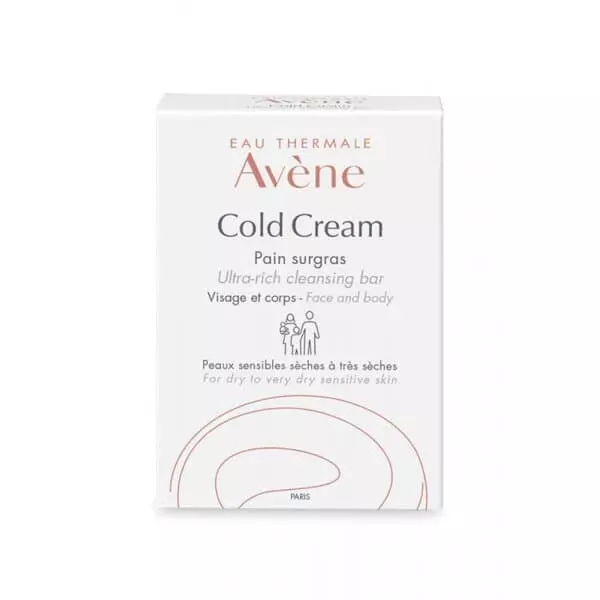 EAU THERMALE
Avène
Cold Cream
Pain surgras
Ultra-rich cleansing bar
Visage et corps - Face and body
Peaux sensibles sèches à très sèches
For dry to very dry sensitive skin
PARIS